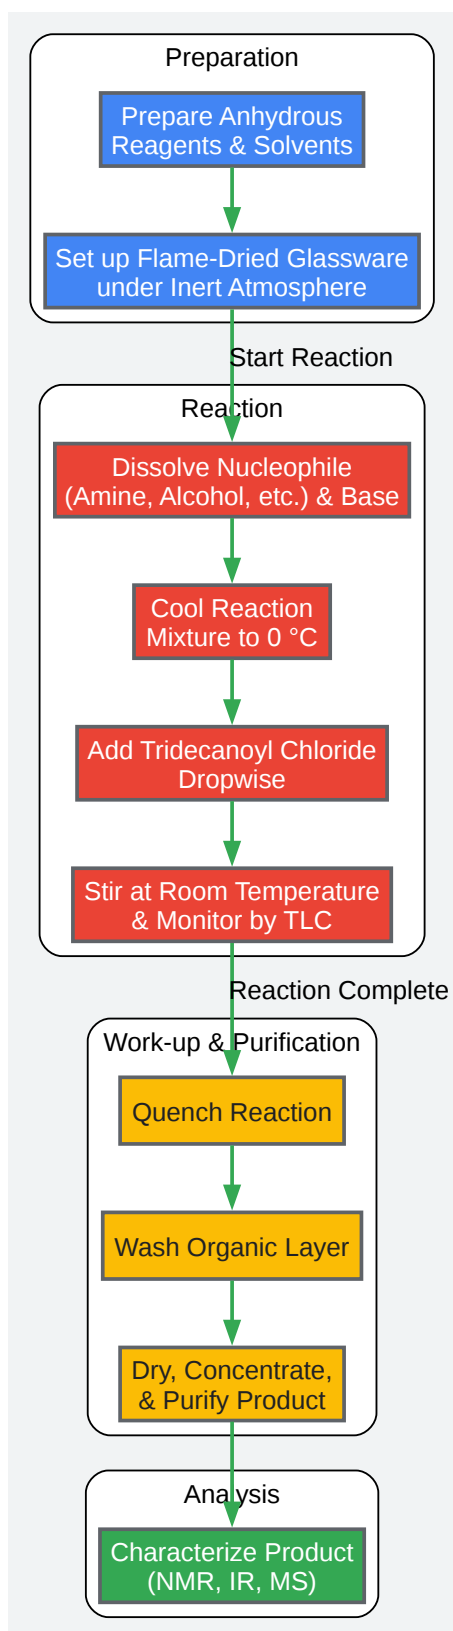 Preparation
Prepare Anhydrous
Reagents & Solvents
Set up Flame-Dried Glassware
under Inert Atmosphere
Start Reaction
Reaction
Dissolve Nucleophile
(Amine, Alcohol, etc.) & Base
Cool Reaction
Mixture to 0 °C
Add Tridecanoyl Chloride
Dropwise
Stir at Room Temperature
& Monitor by TLC
Reaction Complete
Work-up & Purification
Quench Reaction
Wash Organic Layer
Dry, Concentrate,
& Purify Product
Analysis
Characterize Product
(NMR, IR, MS)